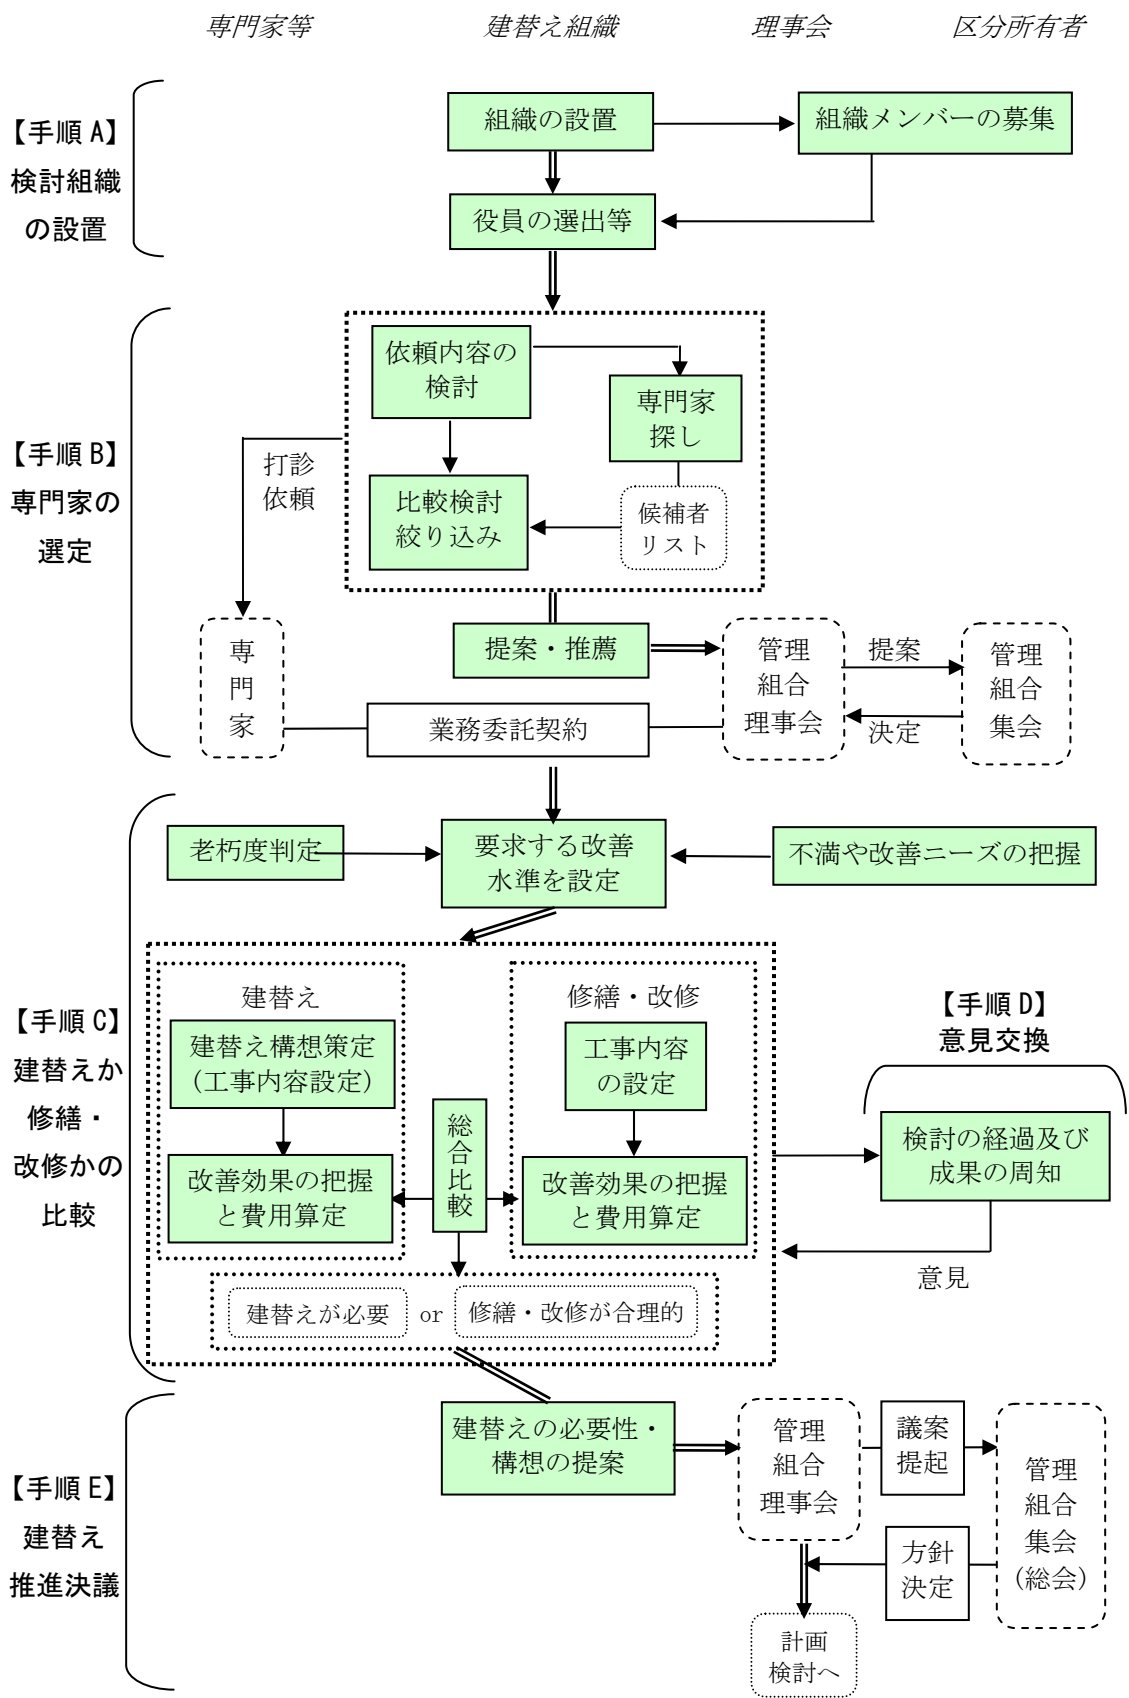 専門家等
建替え組織
理事会
区分所有者
【手順 A】
検討組織
の設置
組織の設置
組織メンバーの募集
役員の選出等
【手順 B】
専門家の
選定
依頼内容の
検討
専門家
探し
比較検討
絞り込み
候補者
リスト
打診
依頼
専
門
家
提案・推薦
管理
組合
理事会
提案
決定
管理
組合
集会
業務委託契約
【手順 C】
建替えか
修繕・
改修かの
比較
老朽度判定
要求する改善
水準を設定
不満や改善ニーズの把握
建替え
建替え構想策定
(工事内容設定)
改善効果の把握
と費用算定
総
合
比
較
修繕・改修
工事内容
の設定
改善効果の把握
と費用算定
建替えが必要
or
修繕・改修が合理的
【手順 D】
意見交換
検討の経過及び
成果の周知
意見
【手順 E】
建替え
推進決議
建替えの必要性・
構想の提案
管理
組合
理事会
議案
提起
管理
組合
集会
(総会)
方針
決定
計画
検討へ